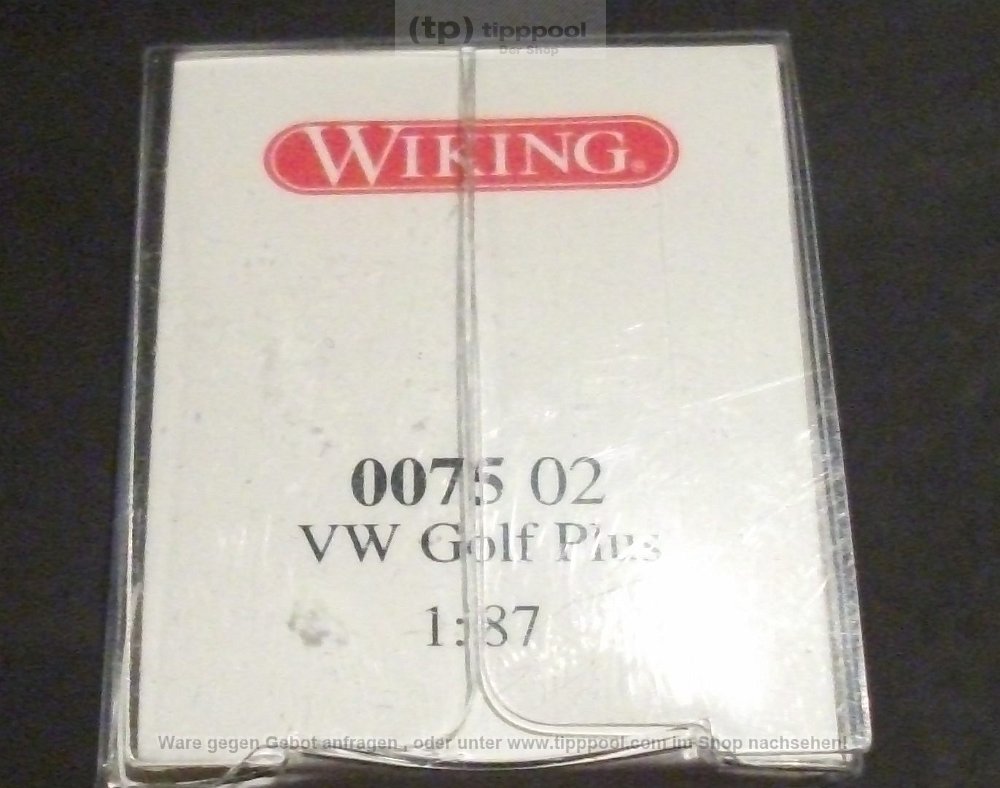 (tp) tipppool
Der Shop
WIKING®
0075 02
VW Golf Plus
1:87
Ware gegen Gebot anfragen , oder unter www.tipppool.com im Shop nachsehen!